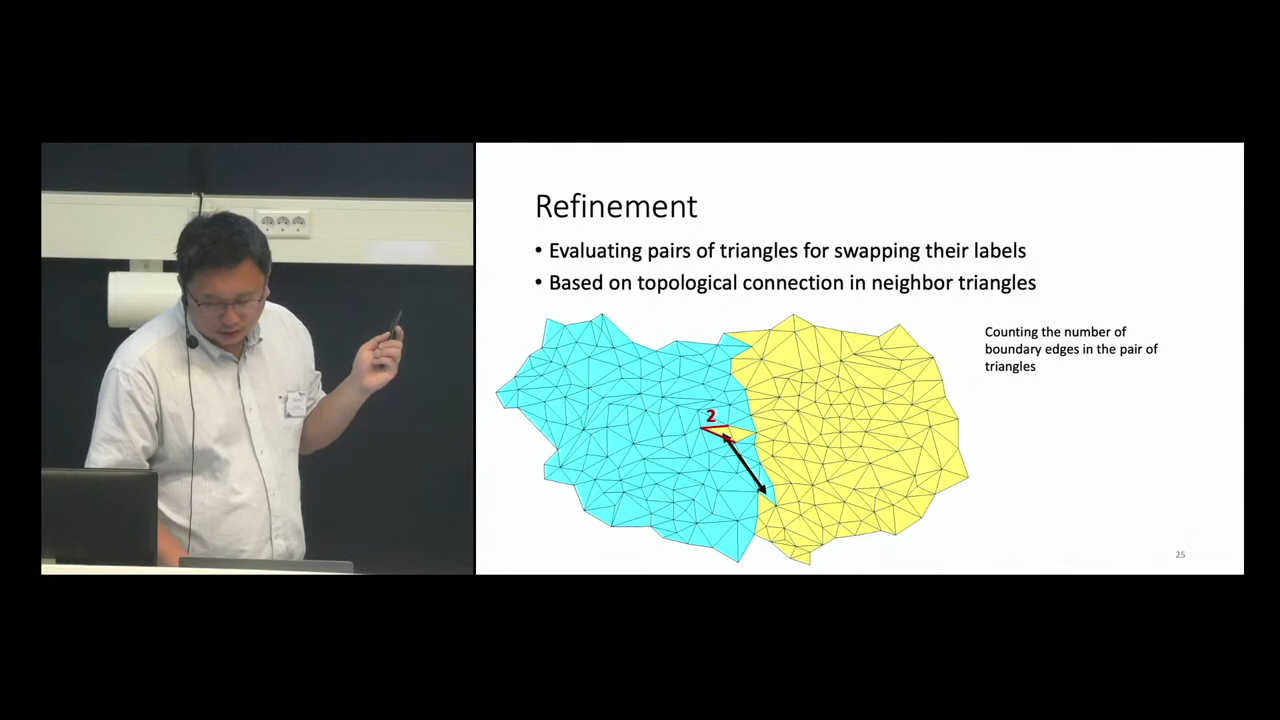 Refinement
• Evaluating pairs of triangles for swapping their labels
• Based on topological connection in neighbor triangles
Counting the number of
boundary edges in the pair of
triangles
2
25